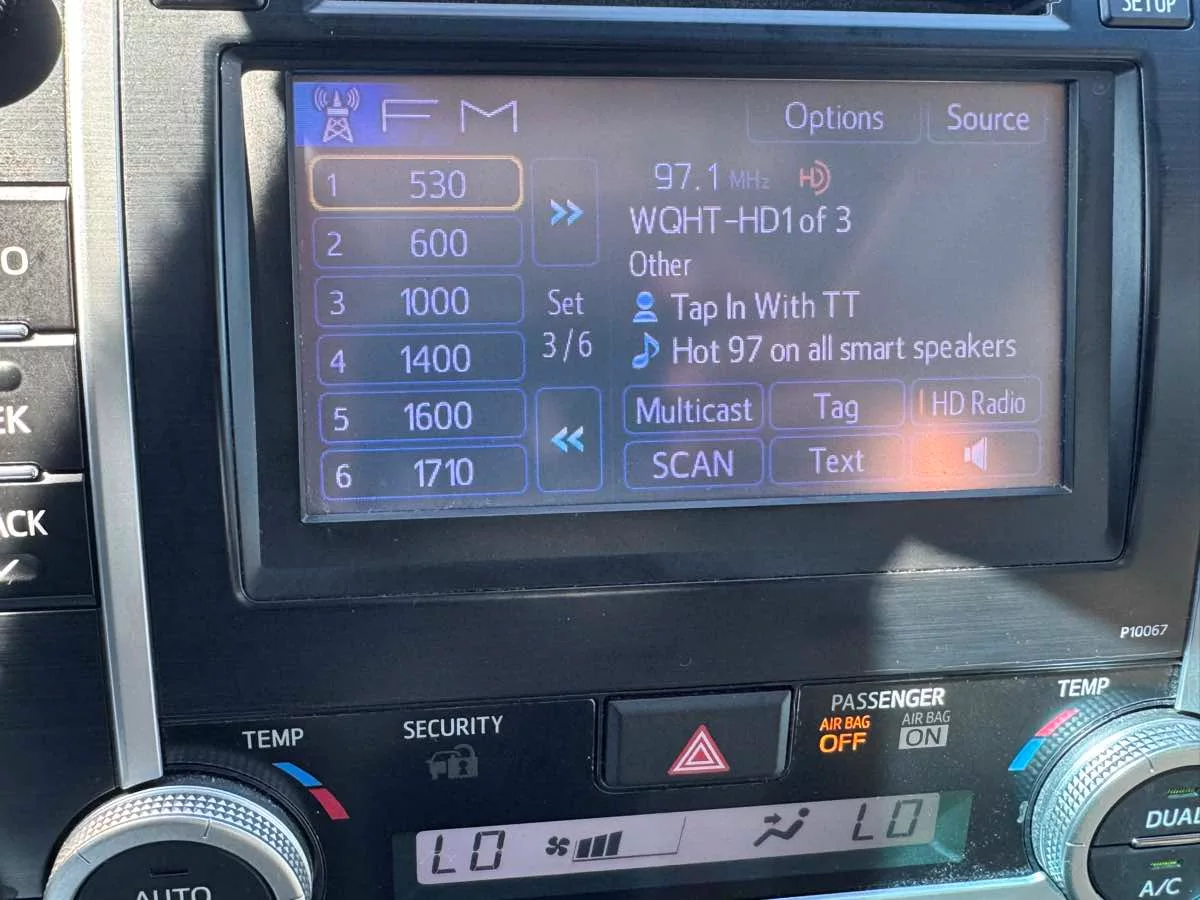 SETUP
FM
Options
Source
1 530
2 600
3 1000
4 1400
5 1600
6 1710
Set
3/6
97.1 MHz HD
WQHT-HD1 of 3
Other
Tap In With TT
Hot 97 on all smart speakers
Multicast
Tag
HD Radio
SCAN
Text
O
EK
ACK
P10067
TEMP
SECURITY
PASSENGER
AIR BAG
OFF
AIR BAG
ON
TEMP
LO
LO
AUTO
DUAL
A/C